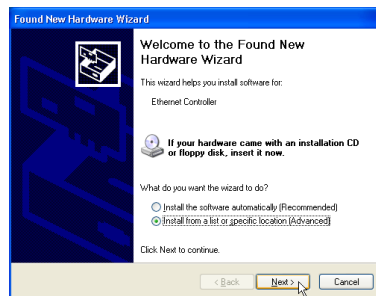 Found New Hardware Wizard
Welcome to the Found New
Hardware Wizard
This wizard helps you install software for:
Ethernet Controller
If your hardware came with an installation CD
or floppy disk, insert it now.
What do you want the wizard to do?
Install the software automatically (Recommended)
Install from a list or specific location (Advanced)
Click Next to continue.
< Back Next > Cancel